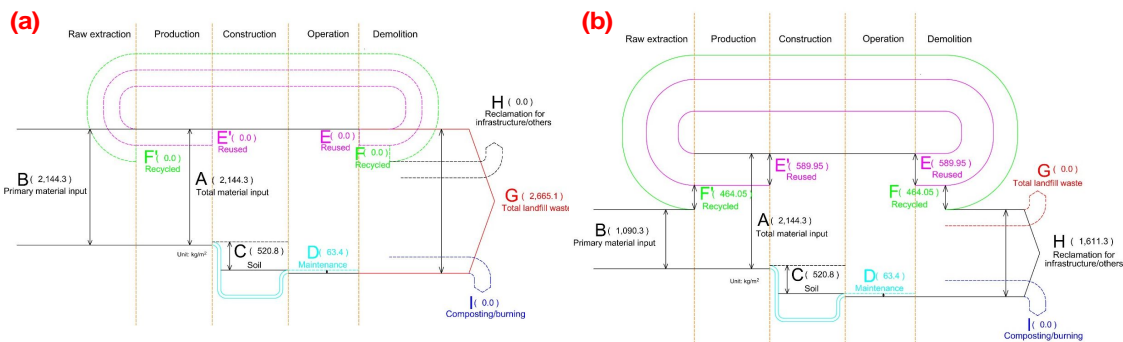 (a)
Raw extraction Production Construction Operation Demolition
H ( 0.0 )
Reclamation for
infrastructure/others
E' ( 0.0 )
Reused
E ( 0.0 )
Reused
F' ( 0.0 )
Recycled
F ( 0.0 )
Recycled
B ( 2,144.3 )
Primary material input
A ( 2,144.3 )
Total material input
G ( 2,665.1 )
Total landfill waste
Unit: kg/m²
C ( 520.8 )
Soil
D ( 63.4 )
Maintenance
I ( 0.0 )
Composting/burning
(b)
Raw extraction Production Construction Operation Demolition
E' ( 589.95 )
Reused
E ( 589.95 )
Reused
G ( 0.0 )
Total landfill waste
F' ( 464.05 )
Recycled
F ( 464.05 )
Recycled
B ( 1,090.3 )
Primary material input
A ( 2,144.3 )
Total material input
H ( 1,611.3 )
Reclamation for
infrastructure/others
Unit: kg/m²
C ( 520.8 )
Soil
D ( 63.4 )
Maintenance
I ( 0.0 )
Composting/burning